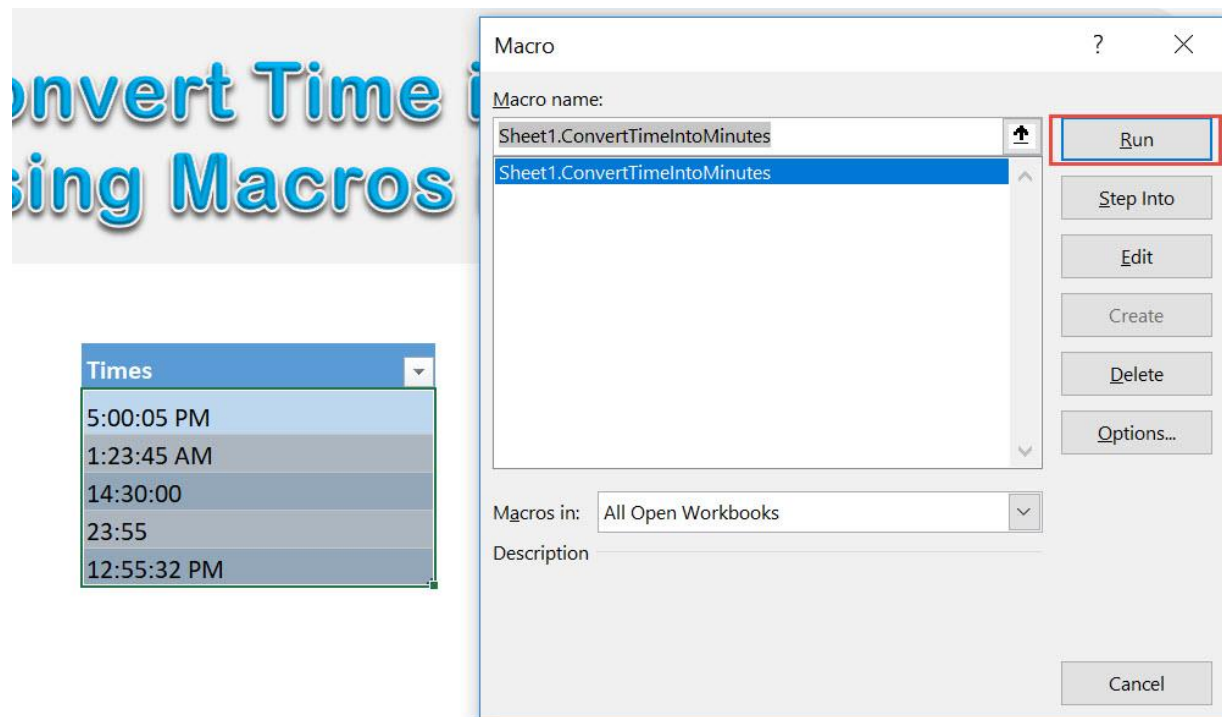 onvert Time i
sing Macros
Times
5:00:05 PM
1:23:45 AM
14:30:00
23:55
12:55:32 PM
Macro
?
Macro name:
Sheet1.ConvertTimeIntoMinutes
Sheet1.ConvertTimeIntoMinutes
Run
Step Into
Edit
Create
Delete
Options...
Macros in: All Open Workbooks
Description
Cancel